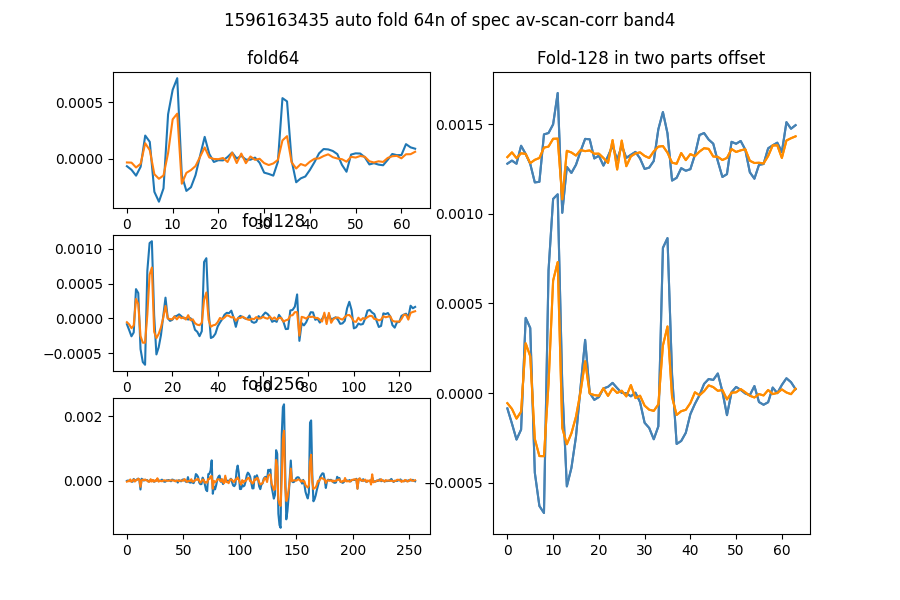 1596163435 auto fold 64n of spec av-scan-corr band4
fold64
0.0005
0.0000
0 10 20 30 40 50 60
fold128
0.0010
0.0005
0.0000
−0.0005
0 20 40 60 80 100 120
fold256
0.002
0.000
0 50 100 150 200 250
Fold-128 in two parts offset
0.0015
0.0010
0.0005
0.0000
−0.0005
0 10 20 30 40 50 60